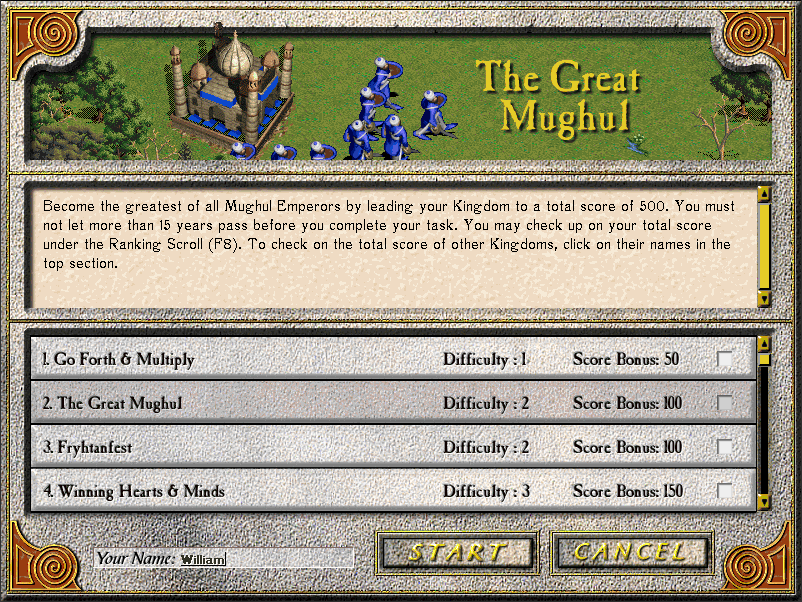 The Great
Mughul
Become the greatest of all Mughul Emperors by leading your Kingdom to a total score of 500. You must
not let more than 15 years pass before you complete your task. You may check up on your total score
under the Ranking Scroll (F8). To check on the total score of other Kingdoms, click on their names in the
top section.
1. Go Forth & Multiply Difficulty : 1 Score Bonus: 50
2. The Great Mughul Difficulty : 2 Score Bonus: 100
3. Fryhtanfest Difficulty : 2 Score Bonus: 100
4. Winning Hearts & Minds Difficulty : 3 Score Bonus: 150
Your Name: William START CANCEL